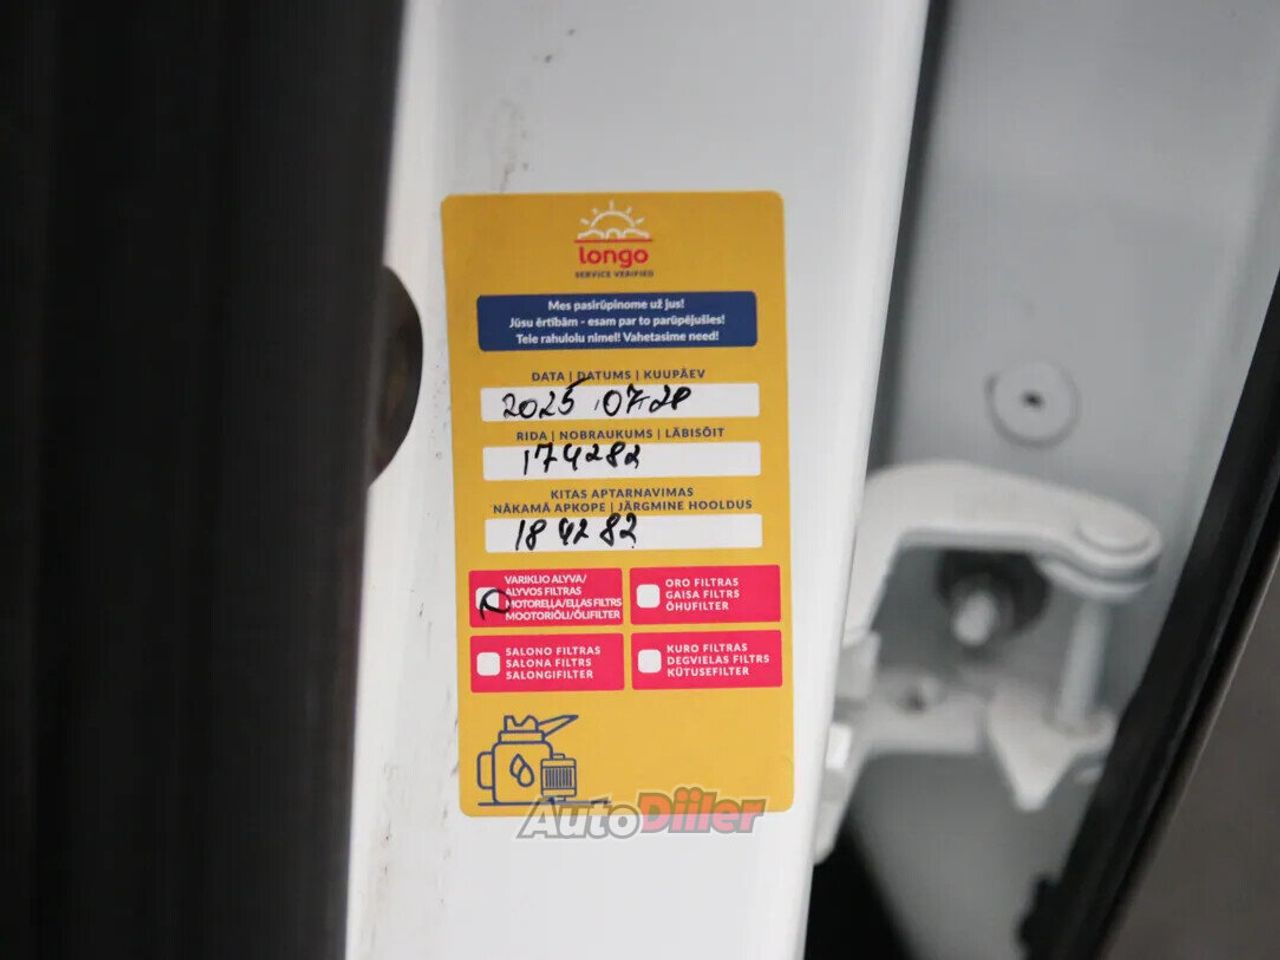 longo
SERVICE VERIFIED
Mes pasirūpinome už jus!
Jūsu ērtībām - esam par to parūpējušies!
Teie rahuloiu nimel! Vahetasime need!
DATA | DATUMS | KUUPÄEV
2025.07.28
RIDA | NOBRAUKUMS | LÄBISÕIT
174282
KITAS APTARNAVIMAS
NĀKAMĀ APKOPE | JÄRGMINE HOOLDUS
184282
VARIKLIO ALYVA/
ALYVOS FILTRAS
MOTOREĻĻA/EĻĻAS FILTRS
MOOTORIÕLI/ÕLIFILTER
ORO FILTRAS
GAISA FILTRS
ÕHUFILTER
SALONO FILTRAS
SALONA FILTRS
SALONGIFILTER
KURO FILTRAS
DEGVIELAS FILTRS
KÜTUSEFILTER
AutoDiiler